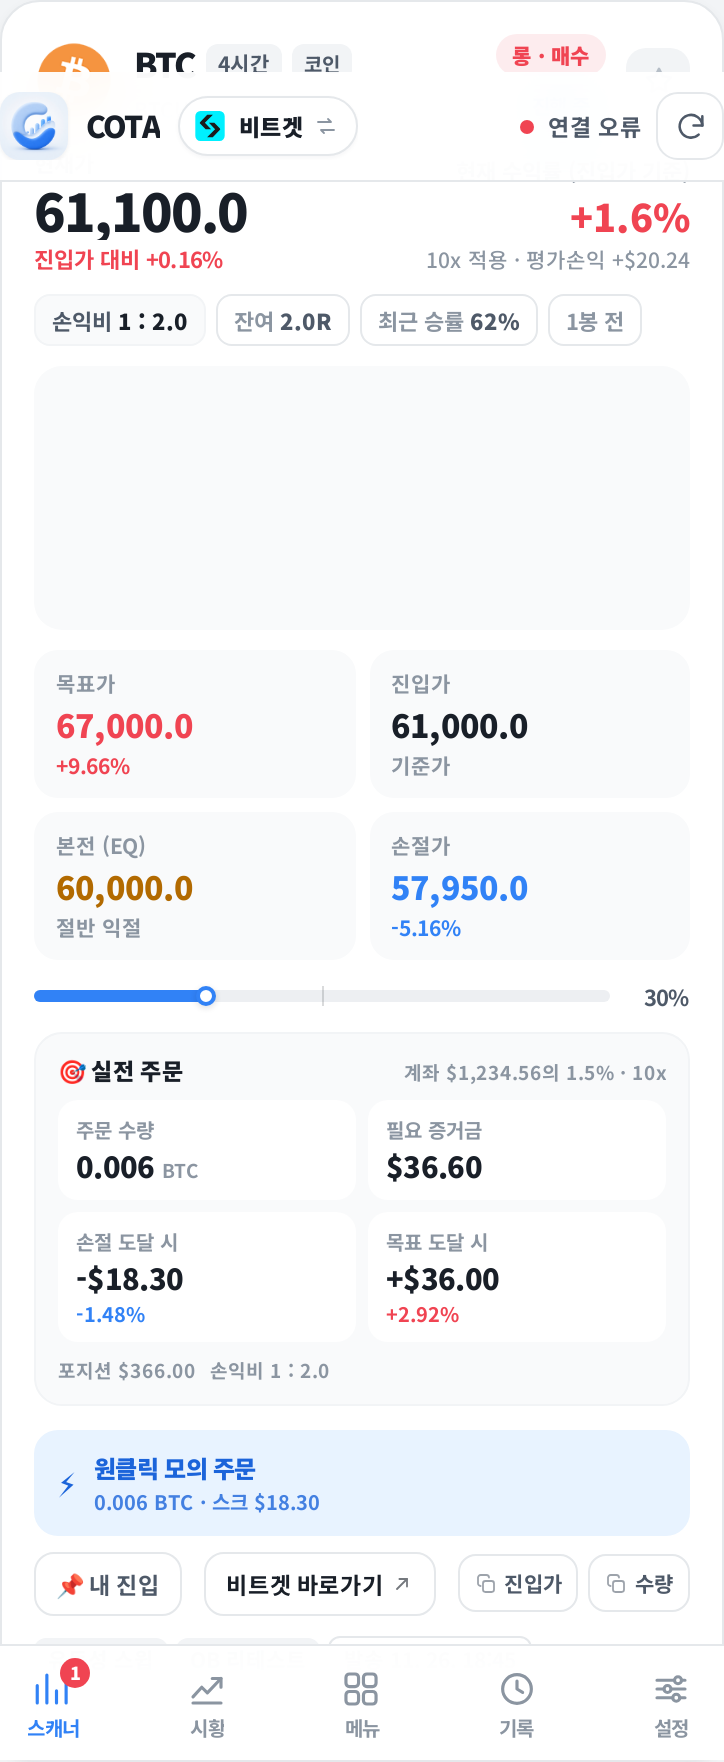 BTC 4시간 코인 롱 · 매수
COTA 비트겟 연결 오류
61,100.0 +1.6%
진입가 대비 +0.16% 10x 적용 · 평가손익 +$20.24
손익비 1 : 2.0 잔여 2.0R 최근 승률 62% 1봉 전
목표가 진입가
67,000.0 61,000.0
+9.66% 기준가
본전 (EQ) 손절가
60,000.0 57,950.0
절반 익절 -5.16%
30%
실전 주문 계좌 $1,234.56의 1.5% · 10x
주문 수량 필요 증거금
0.006 BTC $36.60
손절 도달 시 목표 도달 시
-$18.30 +$36.00
-1.48% +2.92%
포지션 $366.00 손익비 1 : 2.0
원클릭 모의 주문
0.006 BTC · 스크 $18.30
내 진입 비트겟 바로가기 진입가 수량
1
스캐너 시황 메뉴 기록 설정